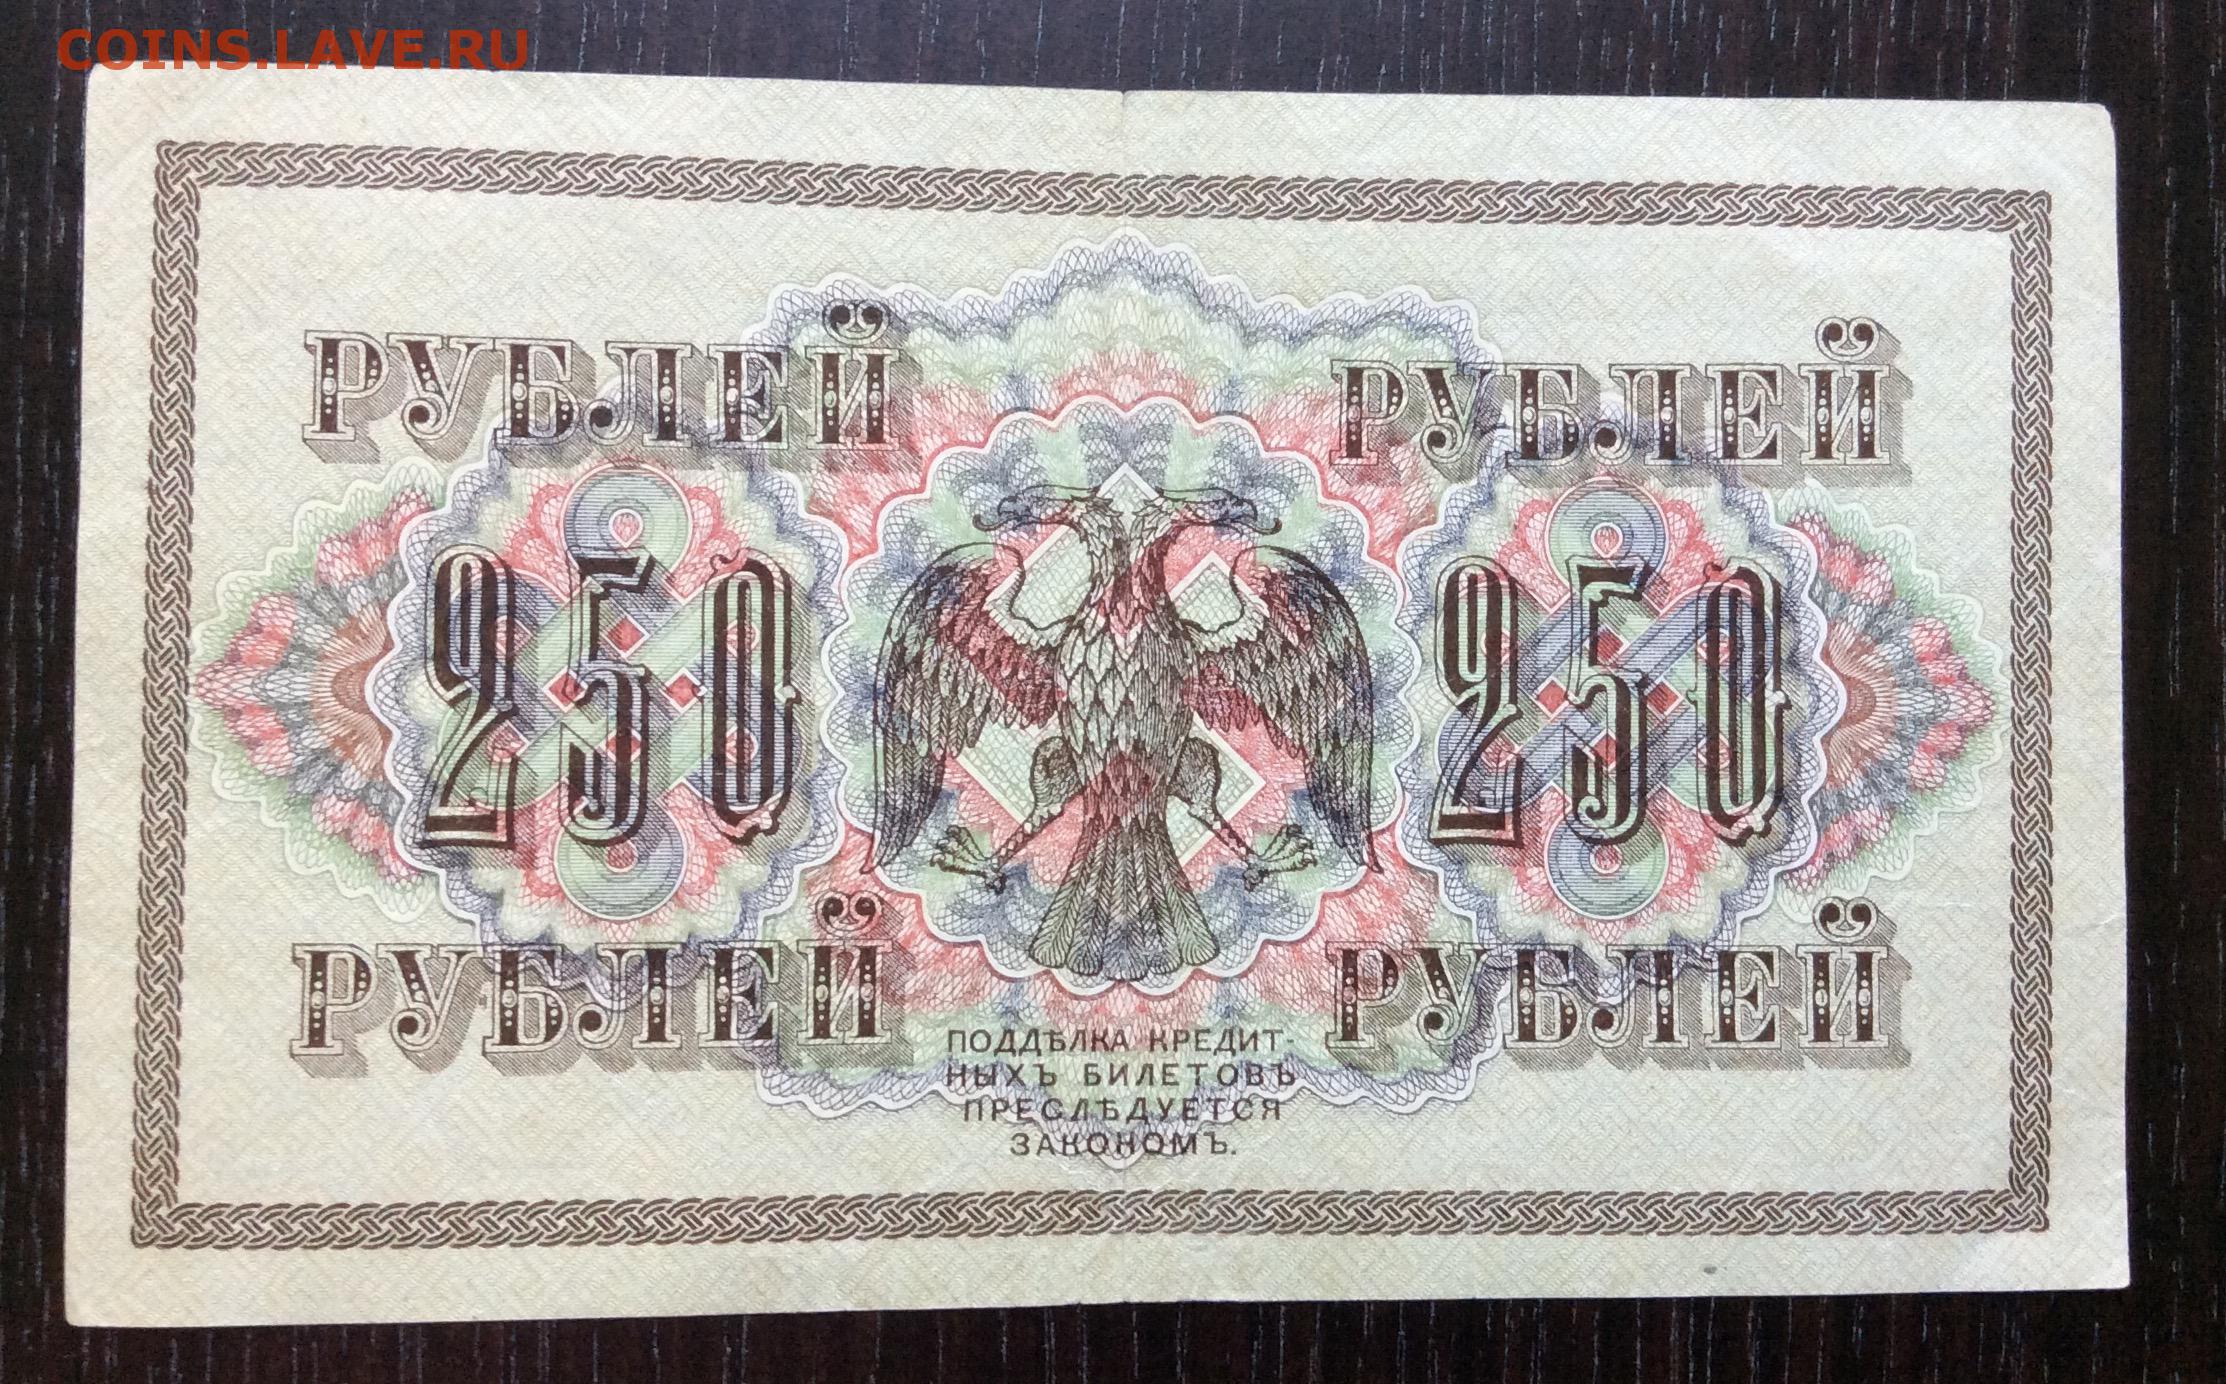 COINS.LAVE.RU
РУБЛЕЙ РУБЛЕЙ
250 250
РУБЛЕЙ РУБЛЕЙ
ПОДДѢЛКА КРЕДИТ-
НЫХЪ БИЛЕТОВЪ
ПРЕСЛѢДУЕТСЯ
ЗАКОНОМЪ.